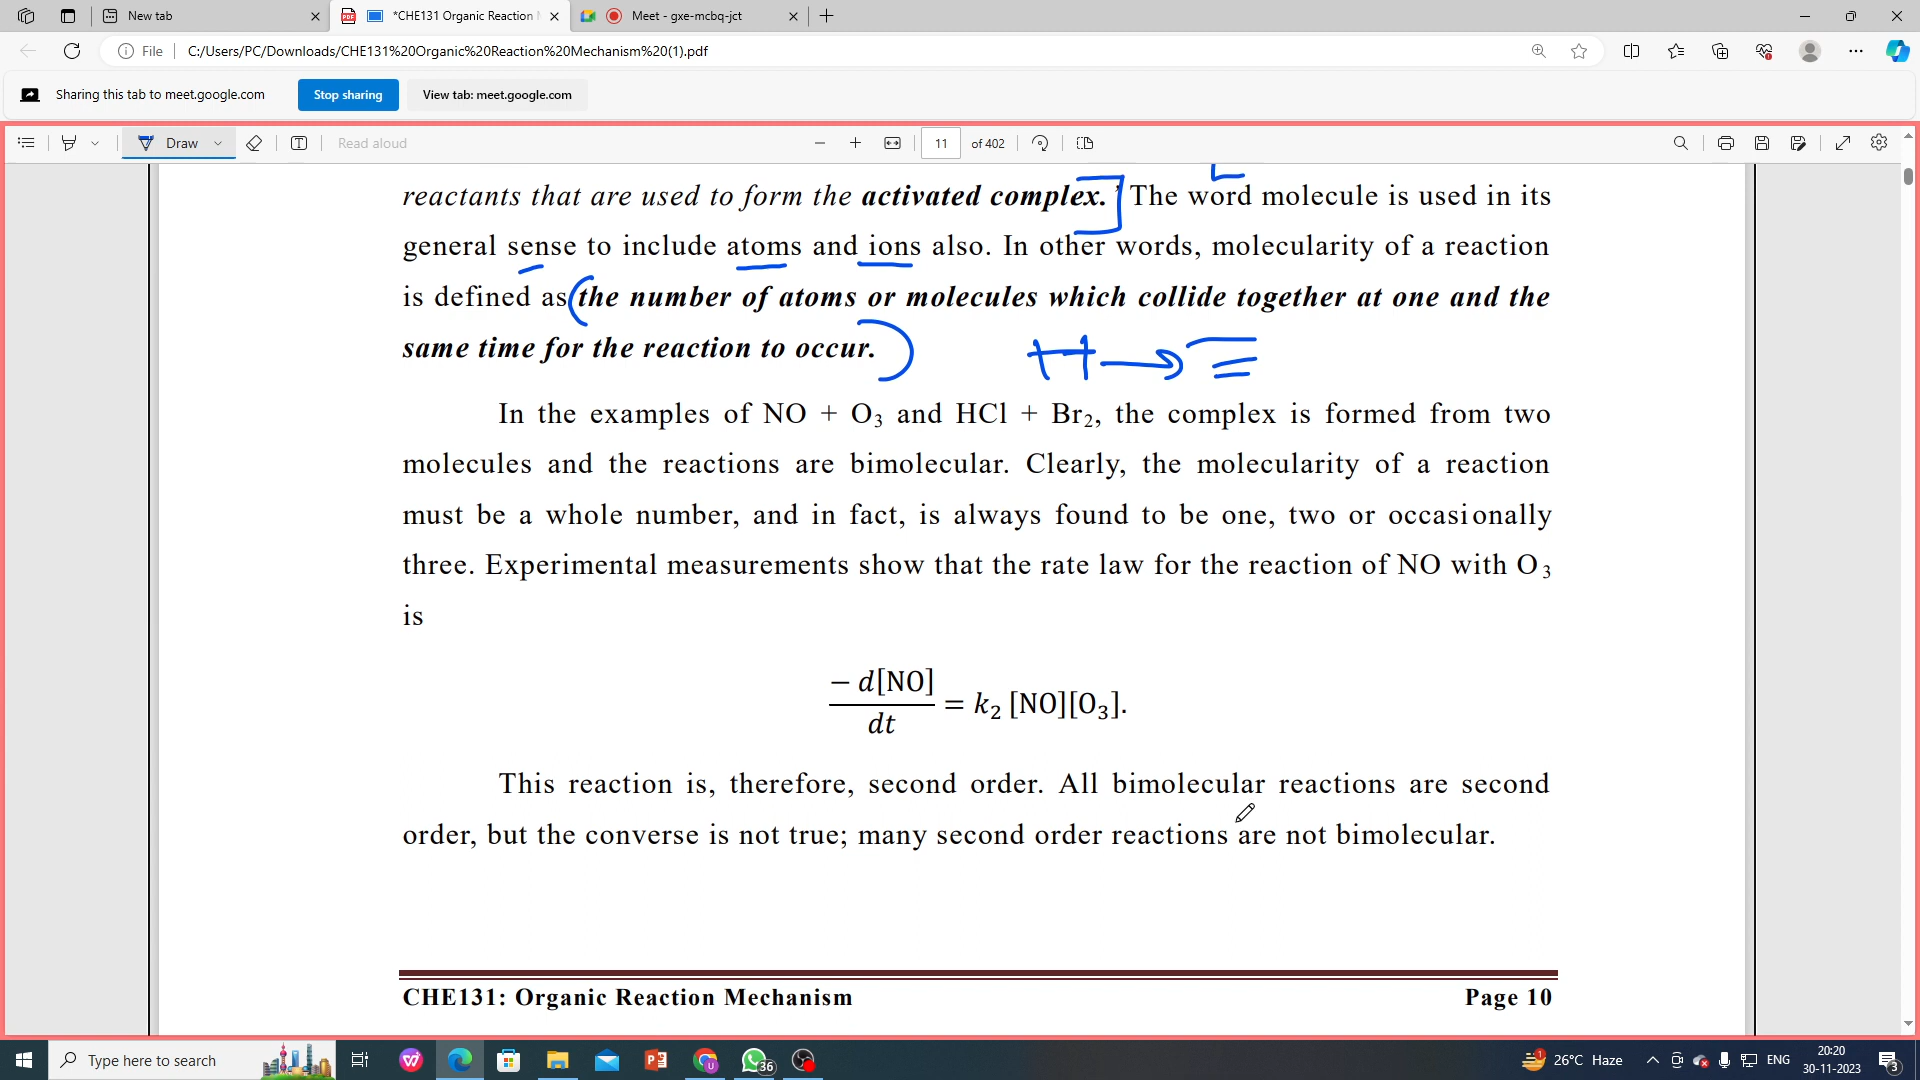 New tab
*CHE131 Organic Reaction M
Meet - gxe-mcbq-jct
File
C:/Users/PC/Downloads/CHE131%20Organic%20Reaction%20Mechanism%20(1).pdf
Sharing this tab to meet.google.com
Stop sharing
View tab: meet.google.com
Draw
Read aloud
11
of 402
reactants that are used to form the activated complex.' The word molecule is used in its
general sense to include atoms and ions also. In other words, molecularity of a reaction
is defined as the number of atoms or molecules which collide together at one and the
same time for the reaction to occur.
In the examples of NO + O₃ and HCl + Br₂, the complex is formed from two
molecules and the reactions are bimolecular. Clearly, the molecularity of a reaction
must be a whole number, and in fact, is always found to be one, two or occasionally
three. Experimental measurements show that the rate law for the reaction of NO with O₃
is
− d[NO]
dt
= k₂ [NO][O₃].
This reaction is, therefore, second order. All bimolecular reactions are second
order, but the converse is not true; many second order reactions are not bimolecular.
CHE131: Organic Reaction Mechanism
Page 10
Type here to search
36
26°C Haze
ENG
20:20
30-11-2023
3